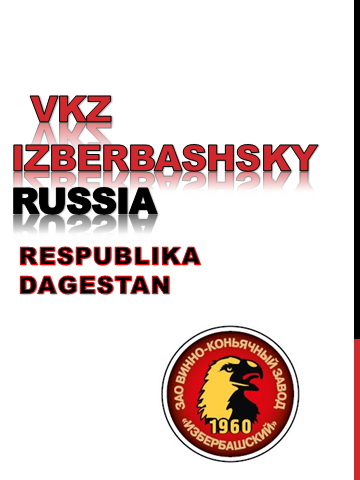 VKZ
IZBERBASHSKY
RUSSIA
RESPUBLIKA
DAGESTAN
ЗАО ВИННО-КОНЬЯЧНЫЙ ЗАВОД
1960
«ИЗБЕРБАШСКИЙ»